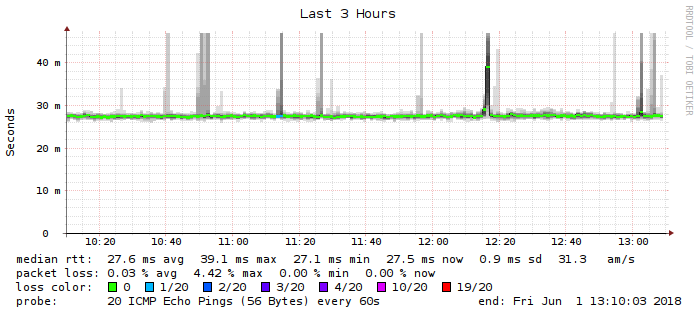 Last 3 Hours
RRDTOOL / TOBI OETIKER
Seconds
40 m
30 m
20 m
10 m
0
10:20 10:40 11:00 11:20 11:40 12:00 12:20 12:40 13:00
median rtt: 27.6 ms avg 39.1 ms max 27.1 ms min 27.5 ms now 0.9 ms sd 31.3 am/s
packet loss: 0.03 % avg 4.42 % max 0.00 % min 0.00 % now
loss color: 0 1/20 2/20 3/20 4/20 10/20 19/20
probe: 20 ICMP Echo Pings (56 Bytes) every 60s end: Fri Jun 1 13:10:03 2018